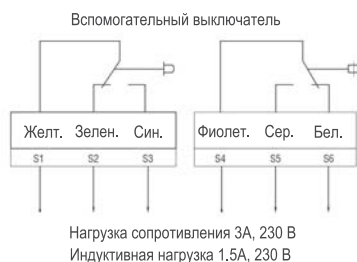 Вспомогательный выключатель
Желт. Зелен. Син. Фиолет. Сер. Бел.
S1 S2 S3 S4 S5 S6
Нагрузка сопротивления 3А, 230 В
Индуктивная нагрузка 1.5А, 230 В